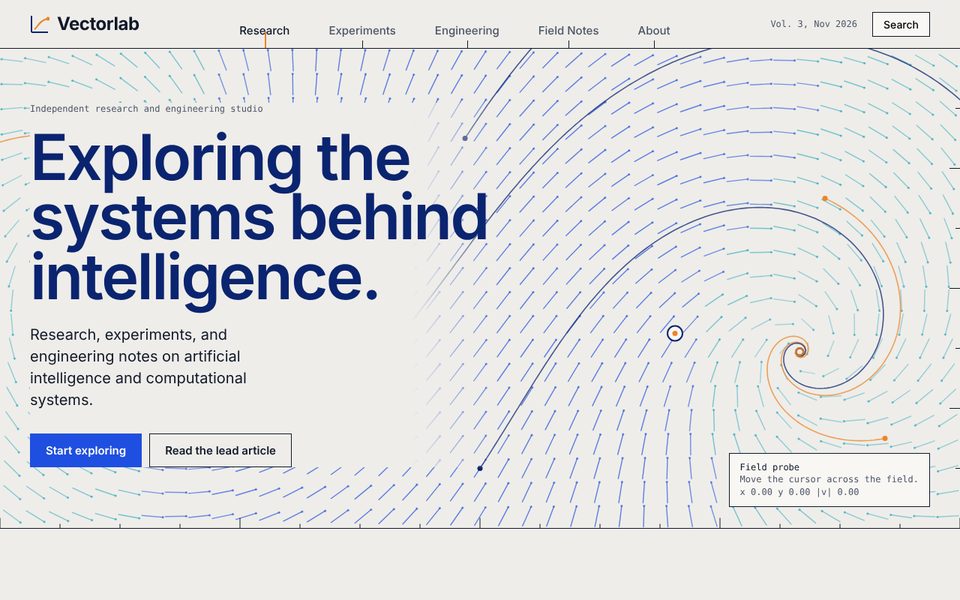 Vectorlab
Research
Experiments
Engineering
Field Notes
About
Vol. 3, Nov 2026
Search
Independent research and engineering studio
Exploring the
systems behind
intelligence.
Research, experiments, and
engineering notes on artificial
intelligence and computational
systems.
Start exploring
Read the lead article
Field probe
Move the cursor across the field.
x 0.00 y 0.00 |v| 0.00